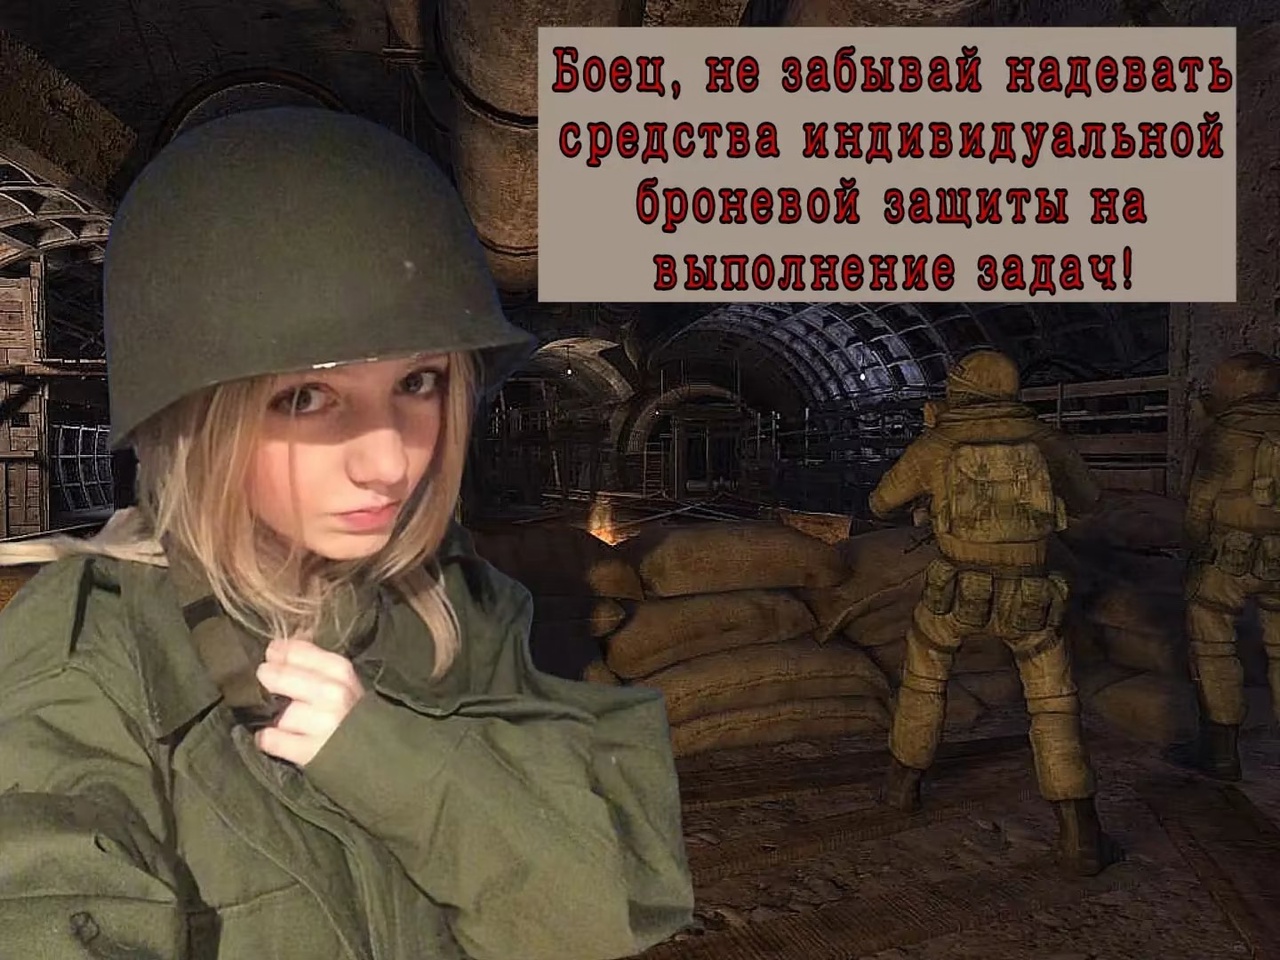 Боец, не забывай надевать
средства индивидуальной
броневой защиты на
выполнение задач!